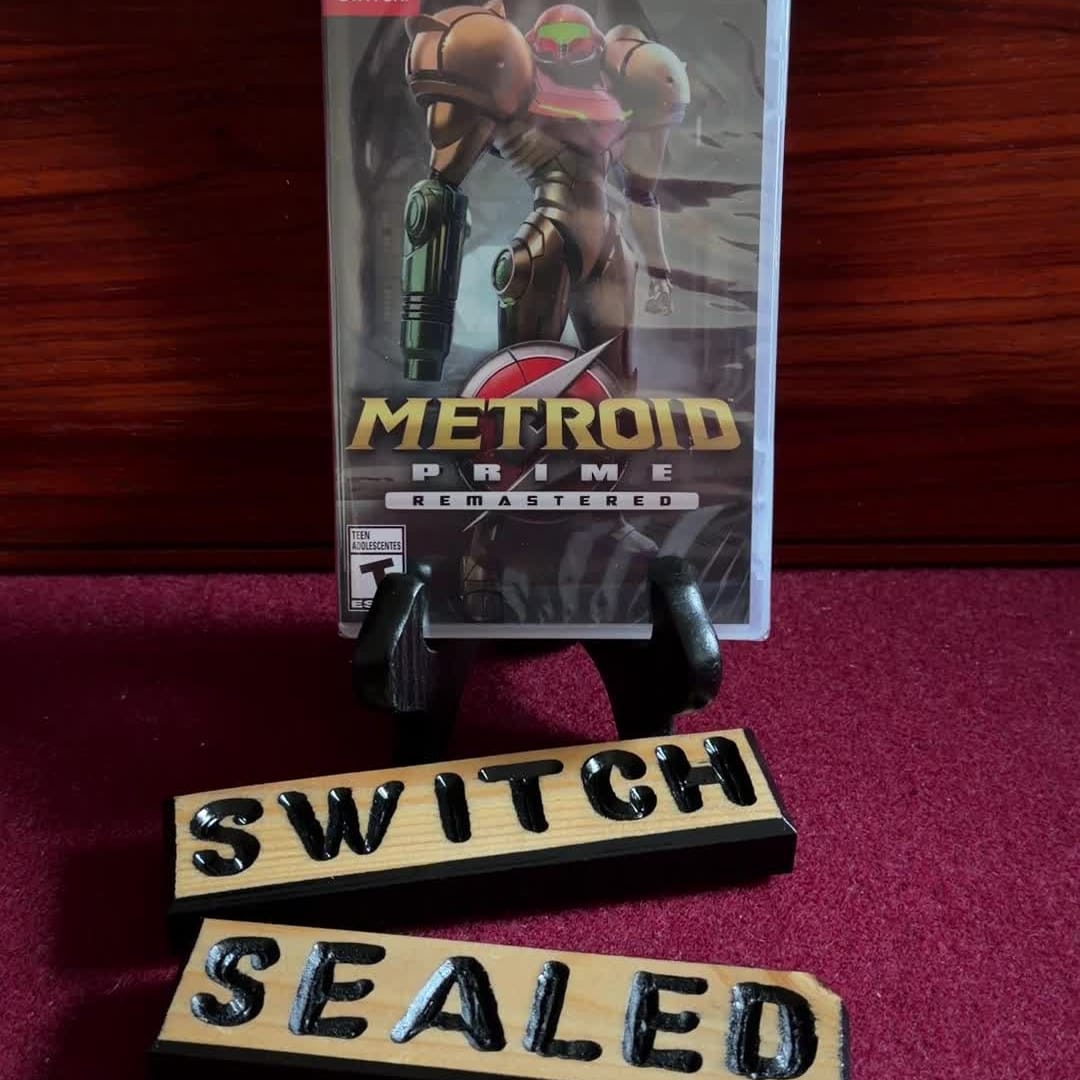 METROID
PRIME
REMASTERED
TEEN
ADOLESCENTES
T
SWITCH
SEALED